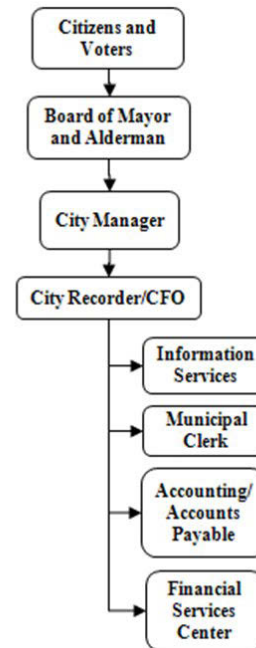 Citizens and
Voters
Board of Mayor
and Alderman
City Manager
City Recorder/CFO
Information
Services
Municipal
Clerk
Accounting/
Accounts
Payable
Financial
Services
Center